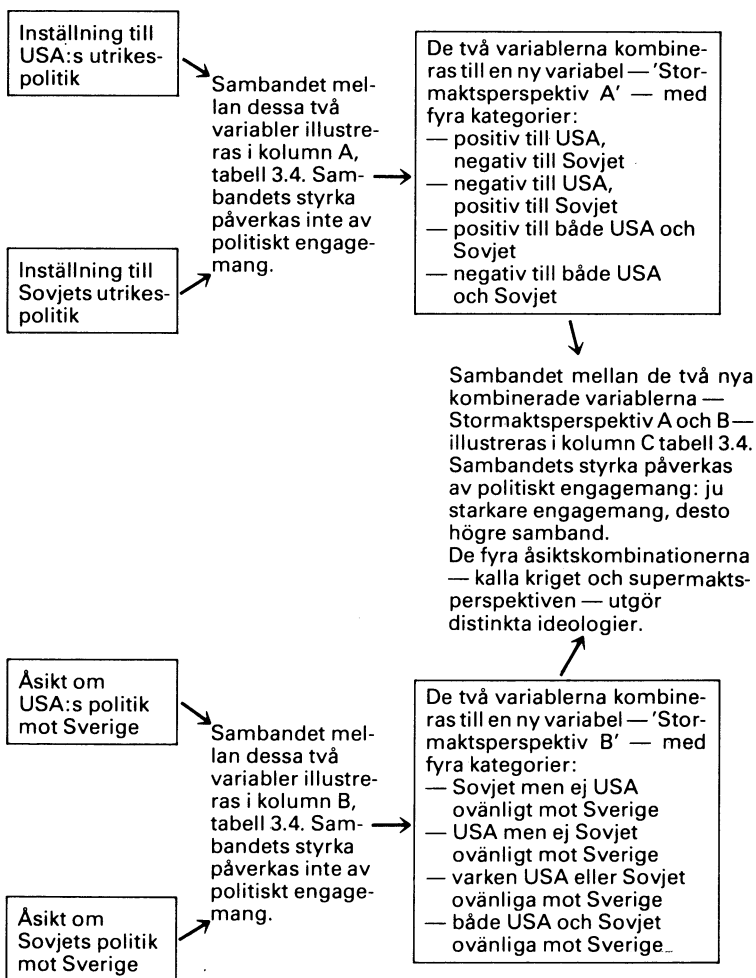 Inställning till
USA:s utrikes-
politik
Inställning till
Sovjets utrikes-
politik
Sambandet mel-
lan dessa två
variabler illustre-
ras i kolumn A,
tabell 3.4. Sam-
bandets styrka
påverkas inte av
politiskt engage-
mang.
De två variablerna kombine-
ras till en ny variabel — 'Stor-
maktsperspektiv A' — med
fyra kategorier:
— positiv till USA,
negativ till Sovjet
— negativ till USA,
positiv till Sovjet
— positiv till både USA och
Sovjet
— negativ till både USA
och Sovjet
Sambandet mellan de två nya
kombinerade variablerna —
Stormaktsperspektiv A och B —
illustreras i kolumn C tabell 3.4.
Sambandets styrka påverkas
av politiskt engagemang: ju
starkare engagemang, desto
högre samband.
De fyra åsiktskombinationerna
— kalla kriget och supermakts-
perspektiven — utgör
distinkta ideologier.
Åsikt om
USA:s politik
mot Sverige
Åsikt om
Sovjets politik
mot Sverige
Sambandet mel-
lan dessa två
variabler illustre-
ras i kolumn B,
tabell 3.4. Sam-
bandets styrka
påverkas inte av
politiskt engage-
mang.
De två variablerna kombine-
ras till en ny variabel — 'Stor-
maktsperspektiv B' — med
fyra kategorier:
— Sovjet men ej USA
ovänligt mot Sverige
— USA men ej Sovjet
ovänligt mot Sverige
— varken USA eller Sovjet
ovänliga mot Sverige
— både USA och Sovjet
ovänliga mot Sverige